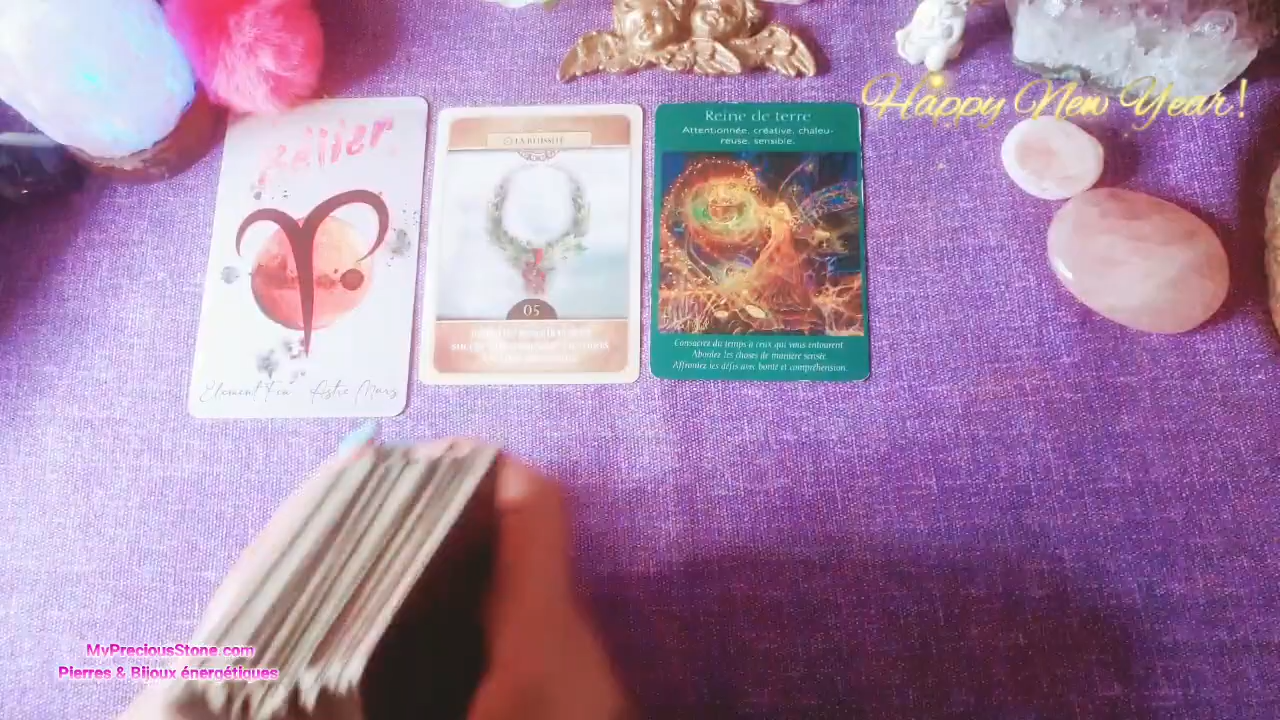 Happy New Year!
Bélier
Element Feu Astre Mars
LA RÉUSSITE
05
Reine de terre
Attentionnée, créative, chaleu-
reuse, sensible.
Consacrez du temps à ceux qui vous entourent.
Abordez les choses de manière sensée.
Affrontez les défis avec bonté et compréhension.
MyPreciousStone.com
Pierres & Bijoux énergétiques